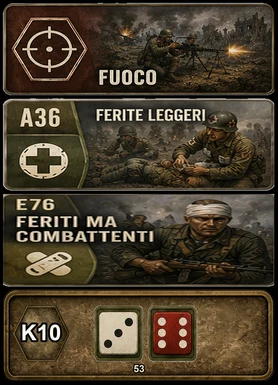 FUOCO
A36
FERITE LEGGERI
E76
FERITI MA
COMBATTENTI
K10
53